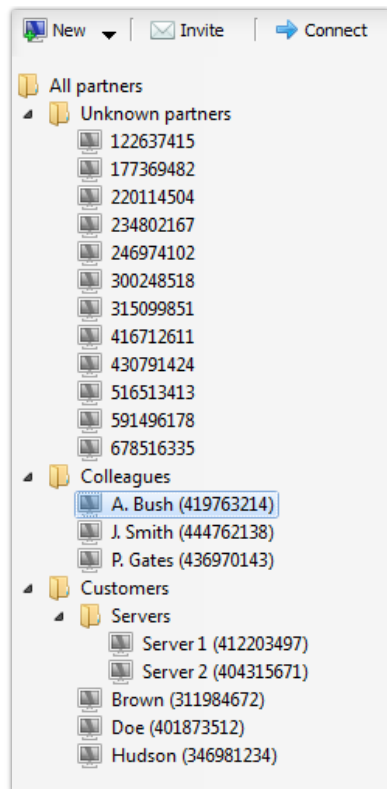 New Invite Connect
All partners
Unknown partners
122637415
177369482
220114504
234802167
246974102
300248518
315099851
416712611
430791424
516513413
591496178
678516335
Colleagues
A. Bush (419763214)
J. Smith (444762138)
P. Gates (436970143)
Customers
Servers
Server 1 (412203497)
Server 2 (404315671)
Brown (311984672)
Doe (401873512)
Hudson (346981234)